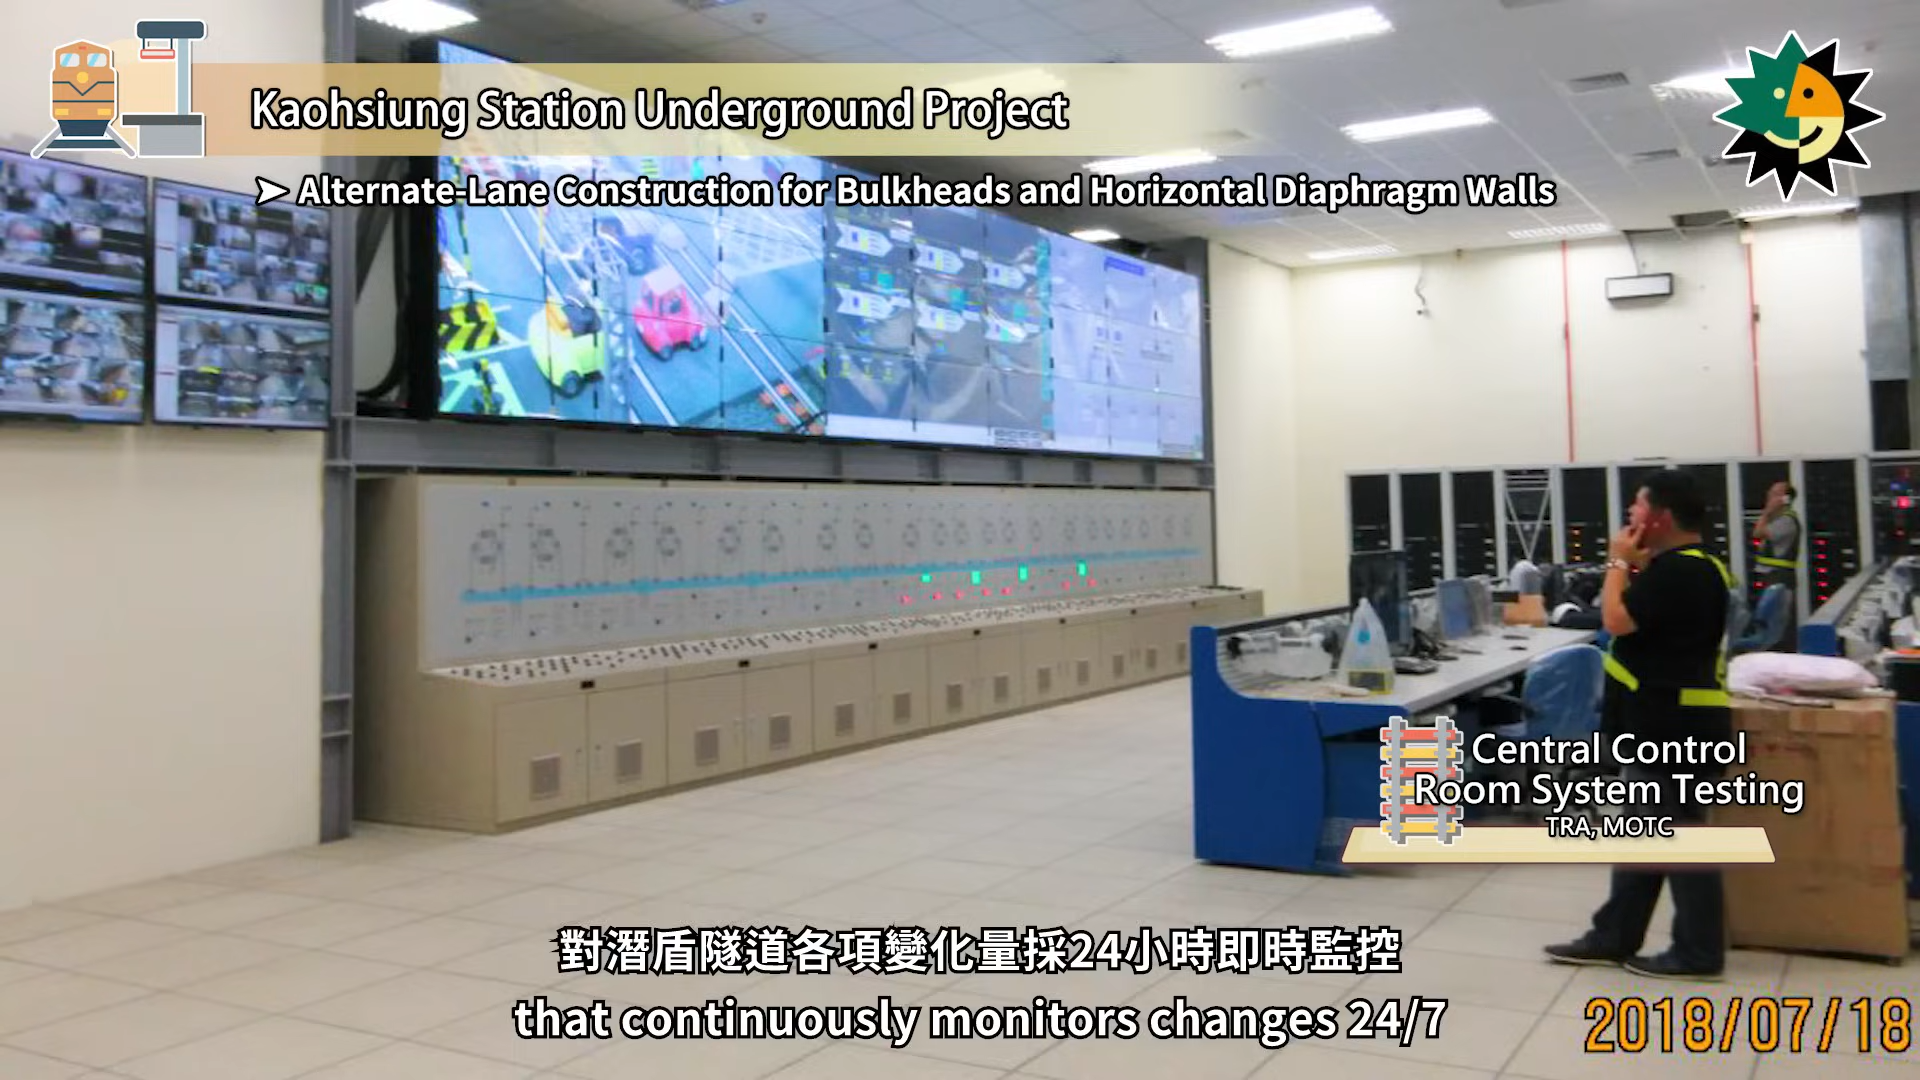 Kaohsiung Station Underground Project
➤ Alternate-Lane Construction for Bulkheads and Horizontal Diaphragm Walls
Central Control
Room System Testing
TRA, MOTC
對潛盾隧道各項變化量採24小時即時監控
that continuously monitors changes 24/7
2018/07/18